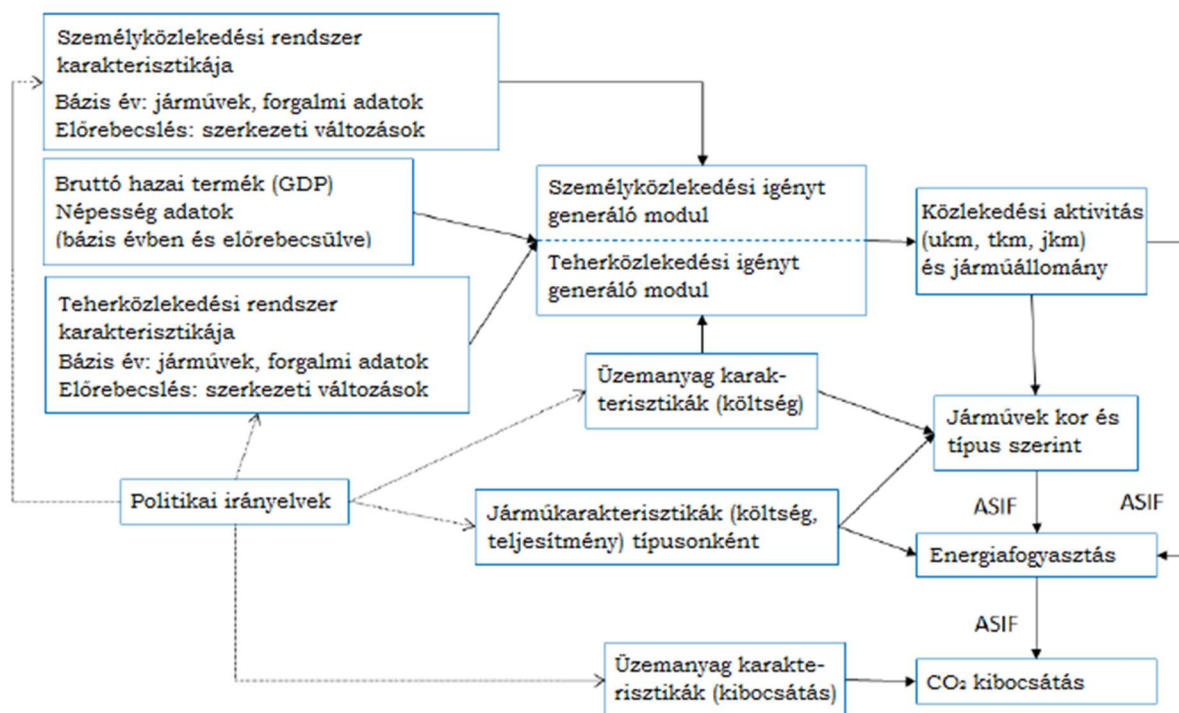 Személyközlekedési rendszer
karakterisztikája
Bázis év: járművek, forgalmi adatok
Előrebecslés: szerkezeti változások
Bruttó hazai termék (GDP)
Népesség adatok
(bázis évben és előrebecsülve)
Teherközlekedési rendszer
karakterisztikája
Bázis év: járművek, forgalmi adatok
Előrebecslés: szerkezeti változások
Személyközlekedési igényt
generáló modul
Teherközlekedési igényt
generáló modul
Közlekedési aktivitás
(ukm, tkm, jkm)
és járműállomány
Üzemanyag karak-
terisztikák (költség)
Járművek kor és
típus szerint
Politikai irányelvek
Járműkarakterisztikák (költség,
teljesítmény) típusonként
ASIF
ASIF
Energiafogyasztás
ASIF
Üzemanyag karakte-
risztikák (kibocsátás)
CO₂ kibocsátás